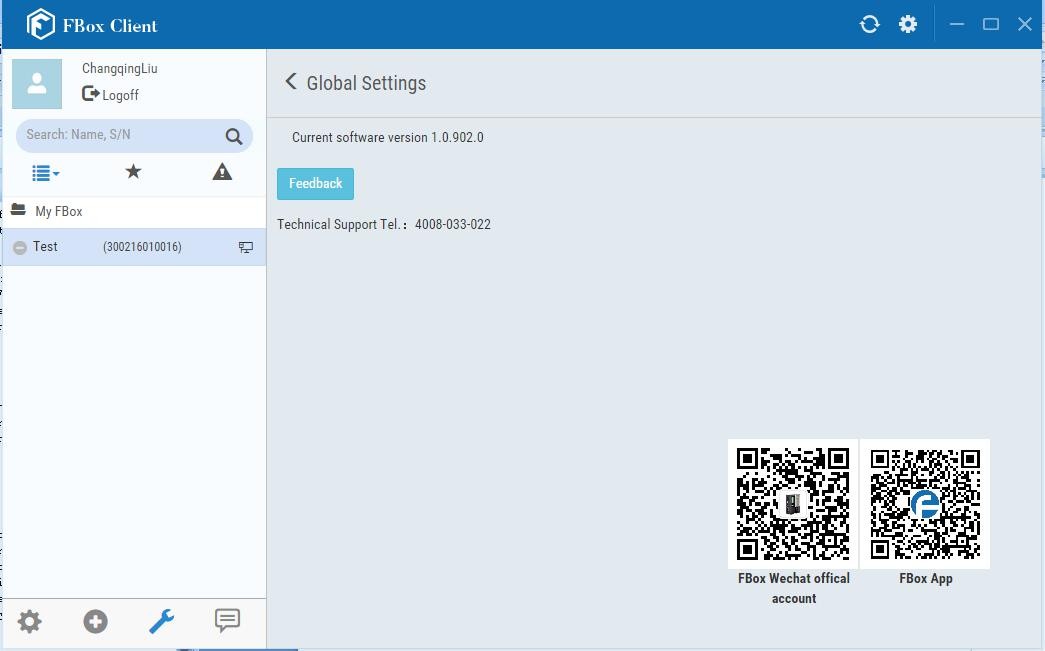 FBox Client
ChangqingLiu
Logoff
Search: Name, S/N
My FBox
Test (300216010016)
Global Settings
Current software version 1.0.902.0
Feedback
Technical Support Tel.：4008-033-022
FBox Wechat offical
account
FBox App